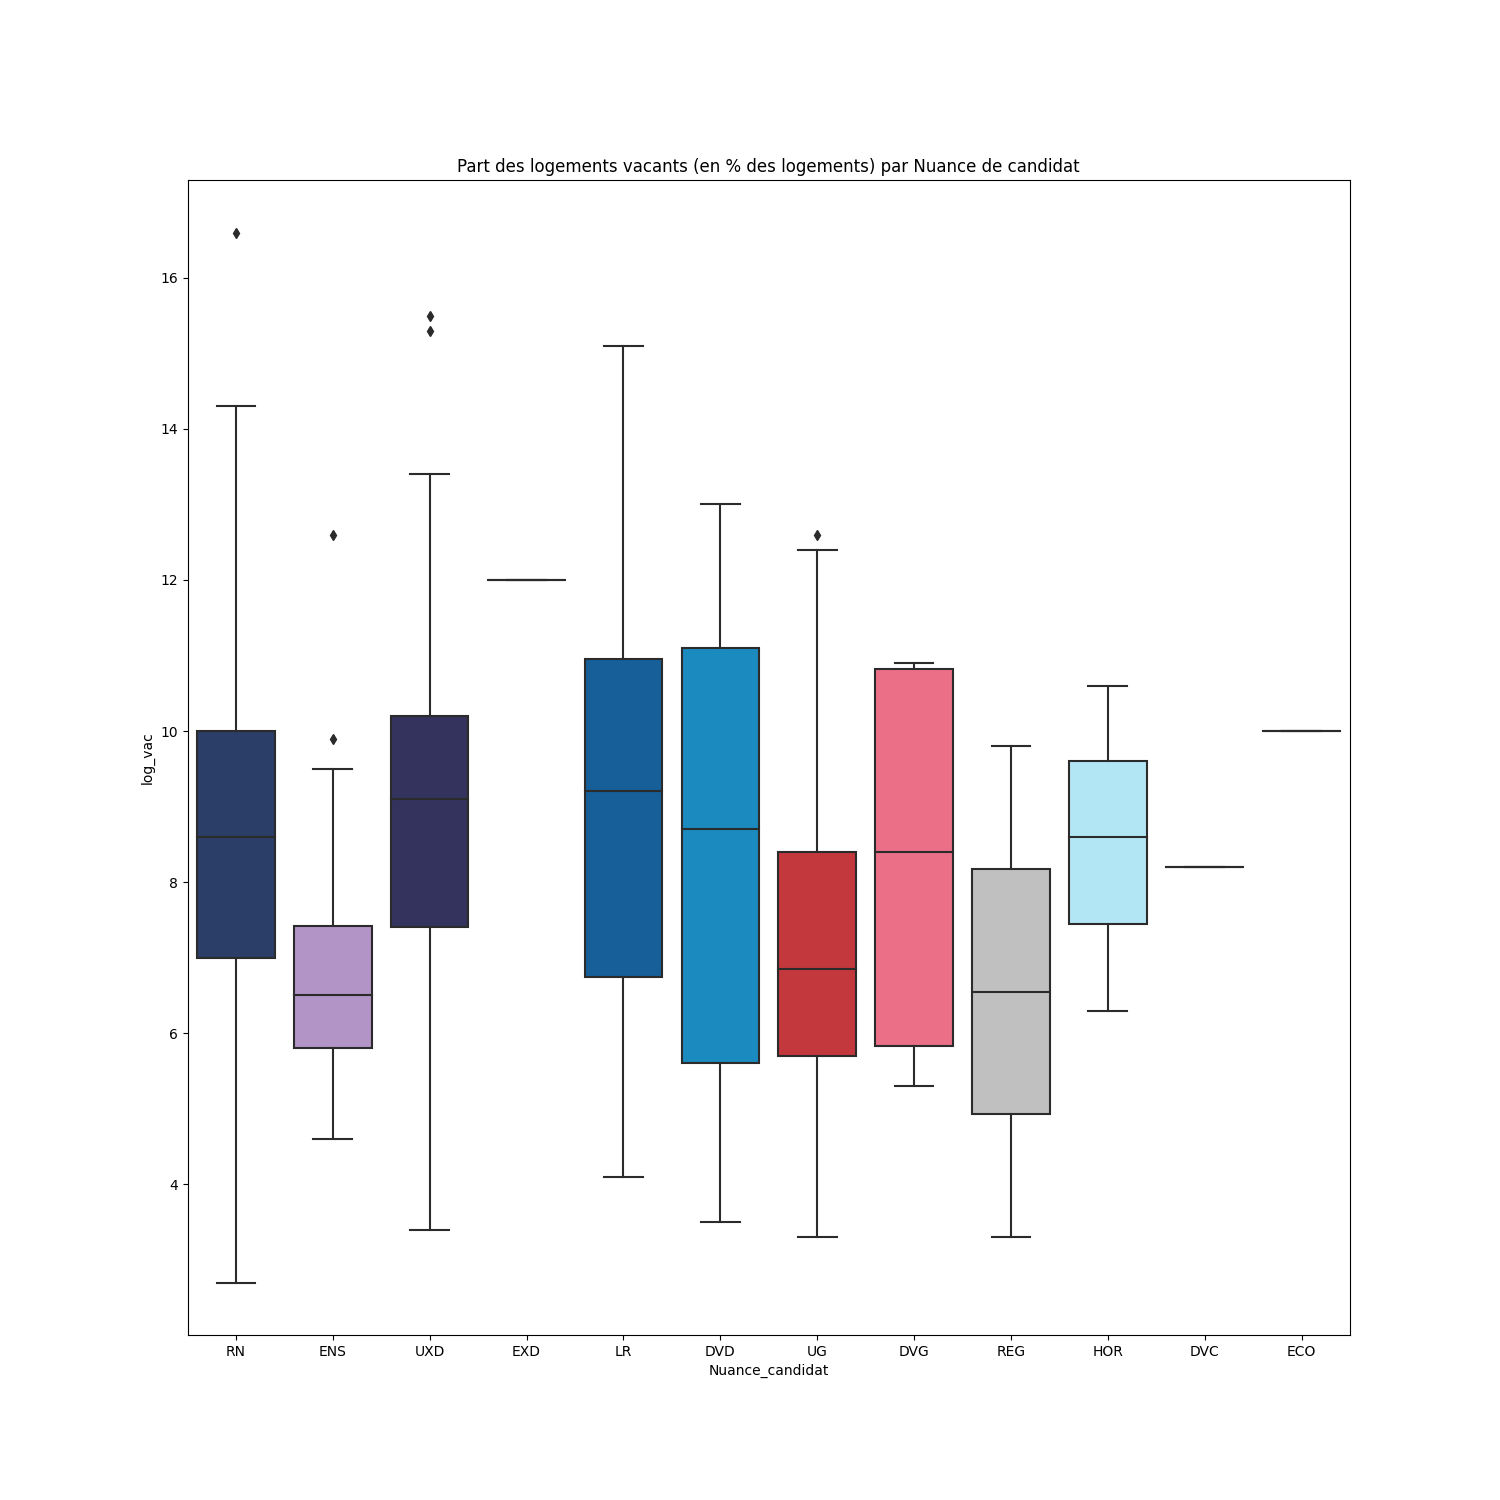 Part des logements vacants (en % des logements) par Nuance de candidat
16
14
12
10
8
6
4
log_vac
RN ENS UXD EXD LR DVD UG DVG REG HOR DVC ECO
Nuance_candidat